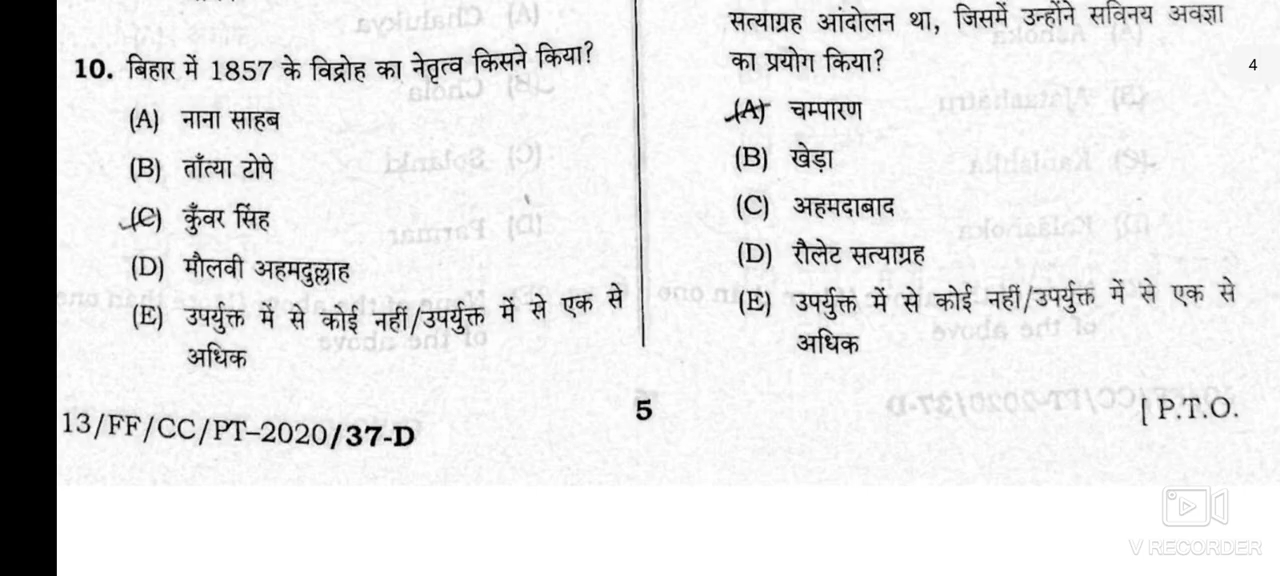 10. बिहार में 1857 के विद्रोह का नेतृत्व किसने किया?
(A) नाना साहब
(B) ताँत्या टोपे
(C) कुँवर सिंह
(D) मौलवी अहमदुल्लाह
(E) उपर्युक्त में से कोई नहीं/उपर्युक्त में से एक से
अधिक
सत्याग्रह आंदोलन था, जिसमें उन्होंने सविनय अवज्ञा
का प्रयोग किया?
(A) चम्पारण
(B) खेड़ा
(C) अहमदाबाद
(D) रौलेट सत्याग्रह
(E) उपर्युक्त में से कोई नहीं/उपर्युक्त में से एक से
अधिक
4
13/FF/CC/PT–2020/37-D
5
[ P.T.O.
V RECORDER